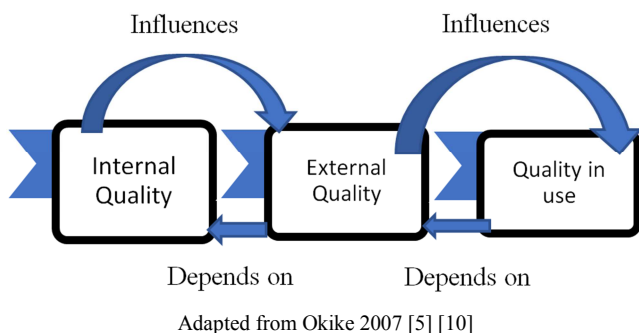 Influences
Influences
Internal
Quality
External
Quality
Quality in
use
Depends on
Depends on
Adapted from Okike 2007 [5] [10]